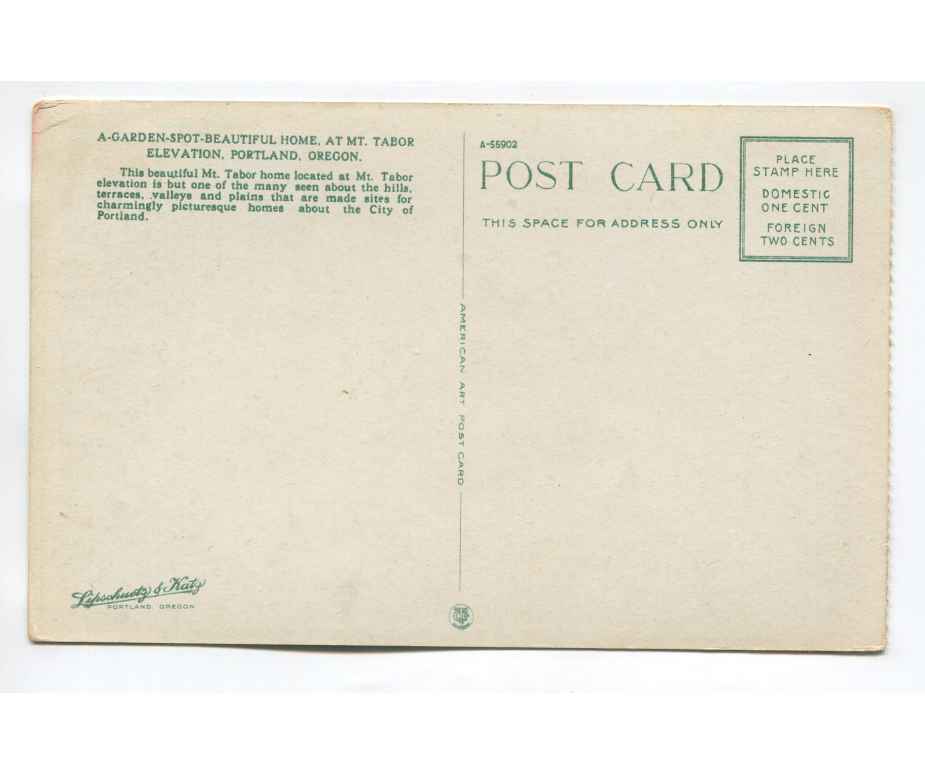 A-GARDEN-SPOT-BEAUTIFUL HOME, AT MT. TABOR
ELEVATION, PORTLAND, OREGON.
This beautiful Mt. Tabor home located at Mt. Tabor
elevation is but one of the many seen about the hills,
terraces, valleys and plains that are made sites for
charmingly picturesque homes about the City of
Portland.
Lipschuetz & Katz
PORTLAND, OREGON
AMERICAN ART POST CARD
A-55902
POST CARD
THIS SPACE FOR ADDRESS ONLY
PLACE
STAMP HERE
DOMESTIC
ONE CENT
FOREIGN
TWO CENTS